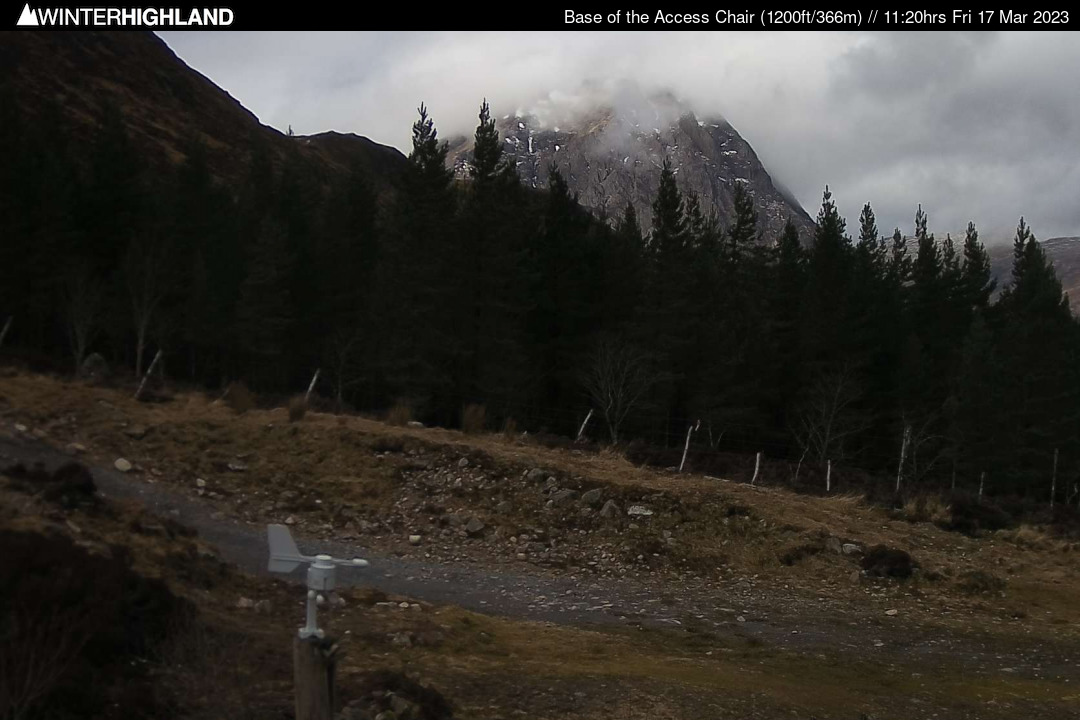 WINTERHIGHLAND
Base of the Access Chair (1200ft/366m) // 11:20hrs Fri 17 Mar 2023